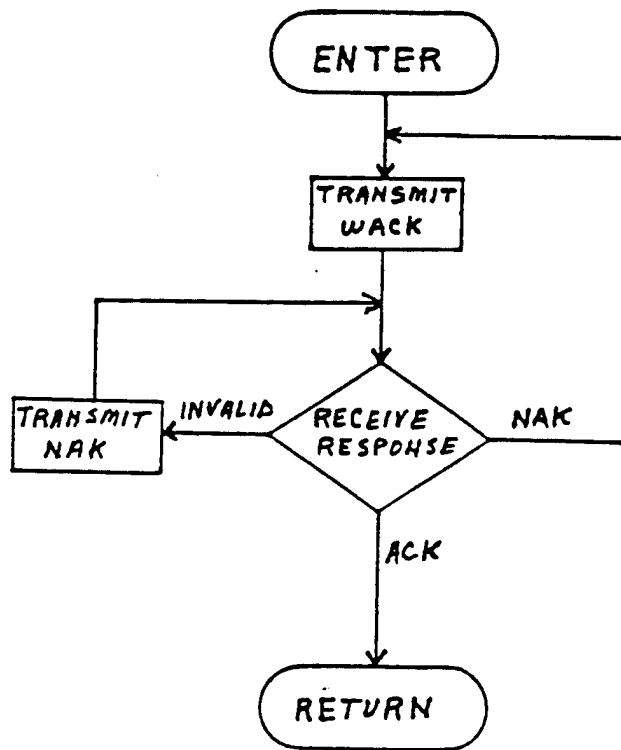 ENTER
TRANSMIT
WACK
TRANSMIT
NAK
INVALID
RECEIVE
RESPONSE
NAK
ACK
RETURN